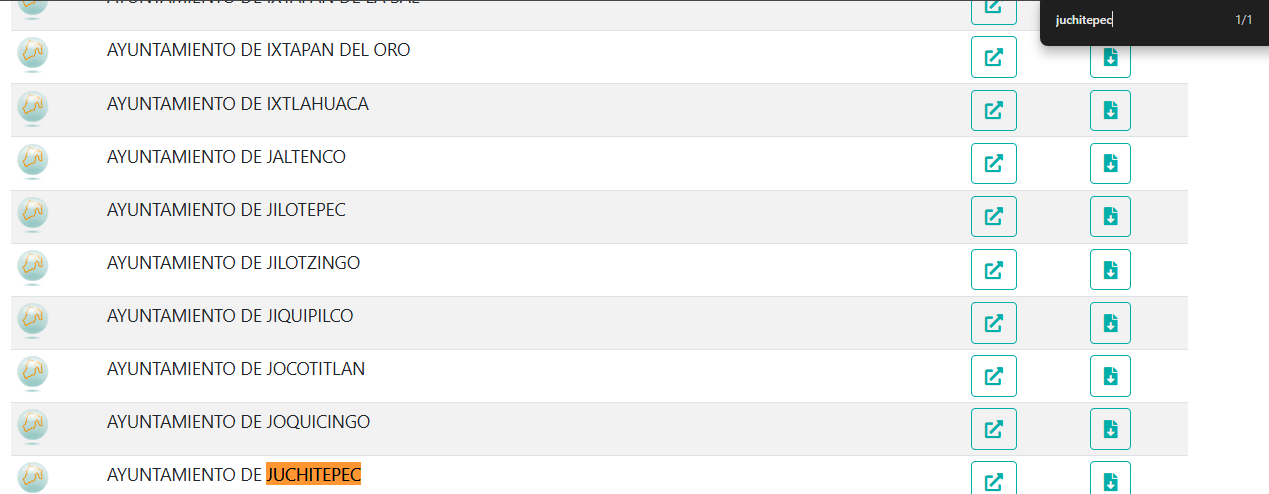 juchitepec 1/1
AYUNTAMIENTO DE IXTAPAN DEL ORO
AYUNTAMIENTO DE IXTLAHUACA
AYUNTAMIENTO DE JALTENCO
AYUNTAMIENTO DE JILOTEPEC
AYUNTAMIENTO DE JILOTZINGO
AYUNTAMIENTO DE JIQUIPILCO
AYUNTAMIENTO DE JOCOTITLAN
AYUNTAMIENTO DE JOQUICINGO
AYUNTAMIENTO DE JUCHITEPEC